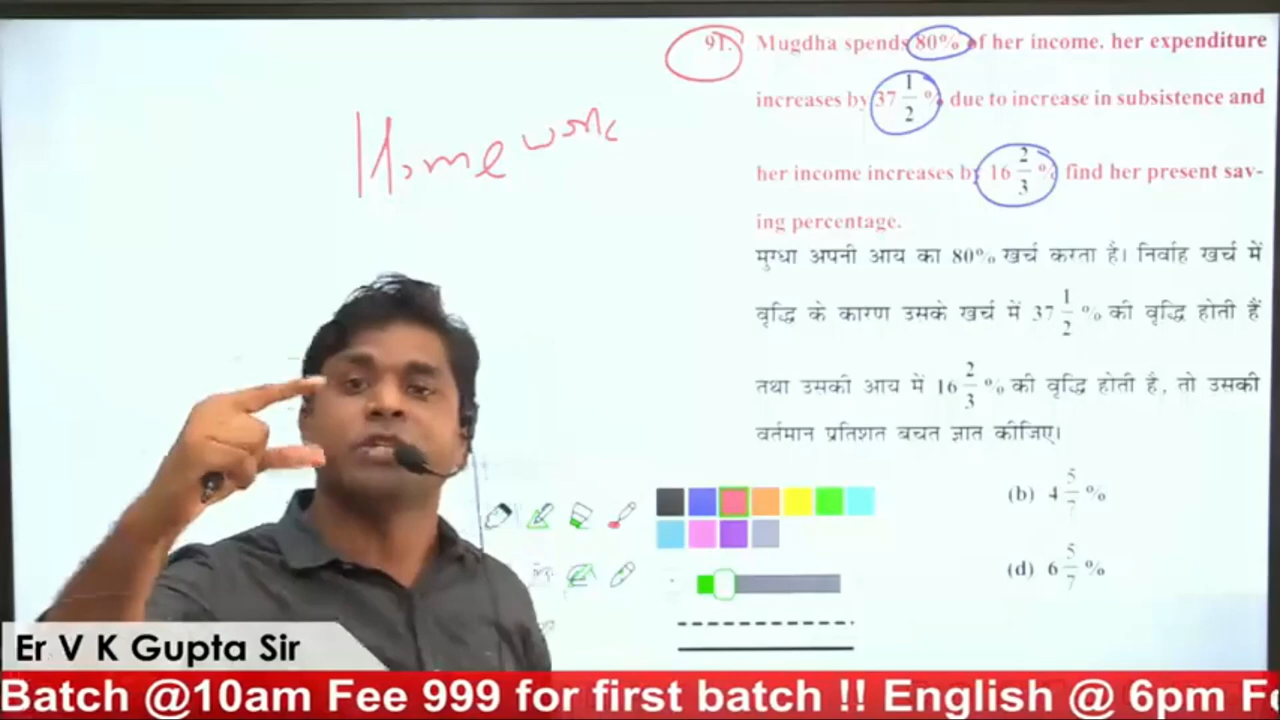 91. Mugdha spends 80% of her income. her expenditure
increases by 37 1/2 % due to increase in subsistence and
her income increases by 16 2/3 % find her present sav-
ing percentage.
मुग्धा अपनी आय का 80% खर्च करता है। निर्वाह खर्च में
वृद्धि के कारण उसके खर्च में 37 1/2 % की वृद्धि होती हैं
तथा उसकी आय में 16 2/3 % की वृद्धि होती है, तो उसकी
वर्तमान प्रतिशत बचत ज्ञात कीजिए।
(b) 4 5/7 %
(d) 6 5/7 %
Homework
Er V K Gupta Sir
Batch @10am Fee 999 for first batch !! English @ 6pm